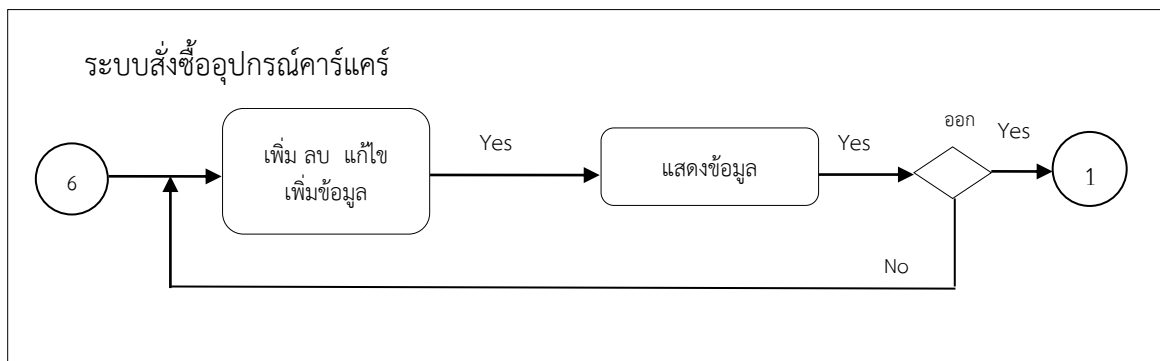 ระบบสั่งซื้ออุปกรณ์คาร์แคร์
ออก
Yes
Yes
Yes
6
เพิ่ม ลบ แก้ไข
เพิ่มข้อมูล
แสดงข้อมูล
1
No